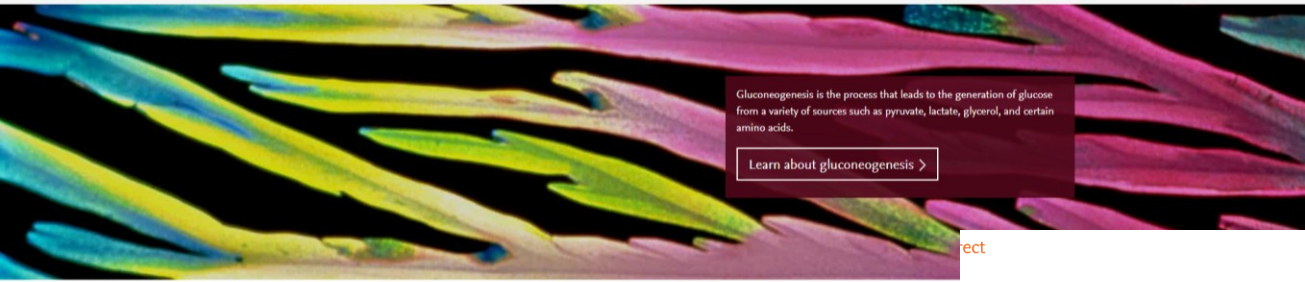 Gluconeogenesis is the process that leads to the generation of glucose
from a variety of sources such as pyruvate, lactate, glycerol, and certain
amino acids.
Learn about gluconeogenesis >
rect